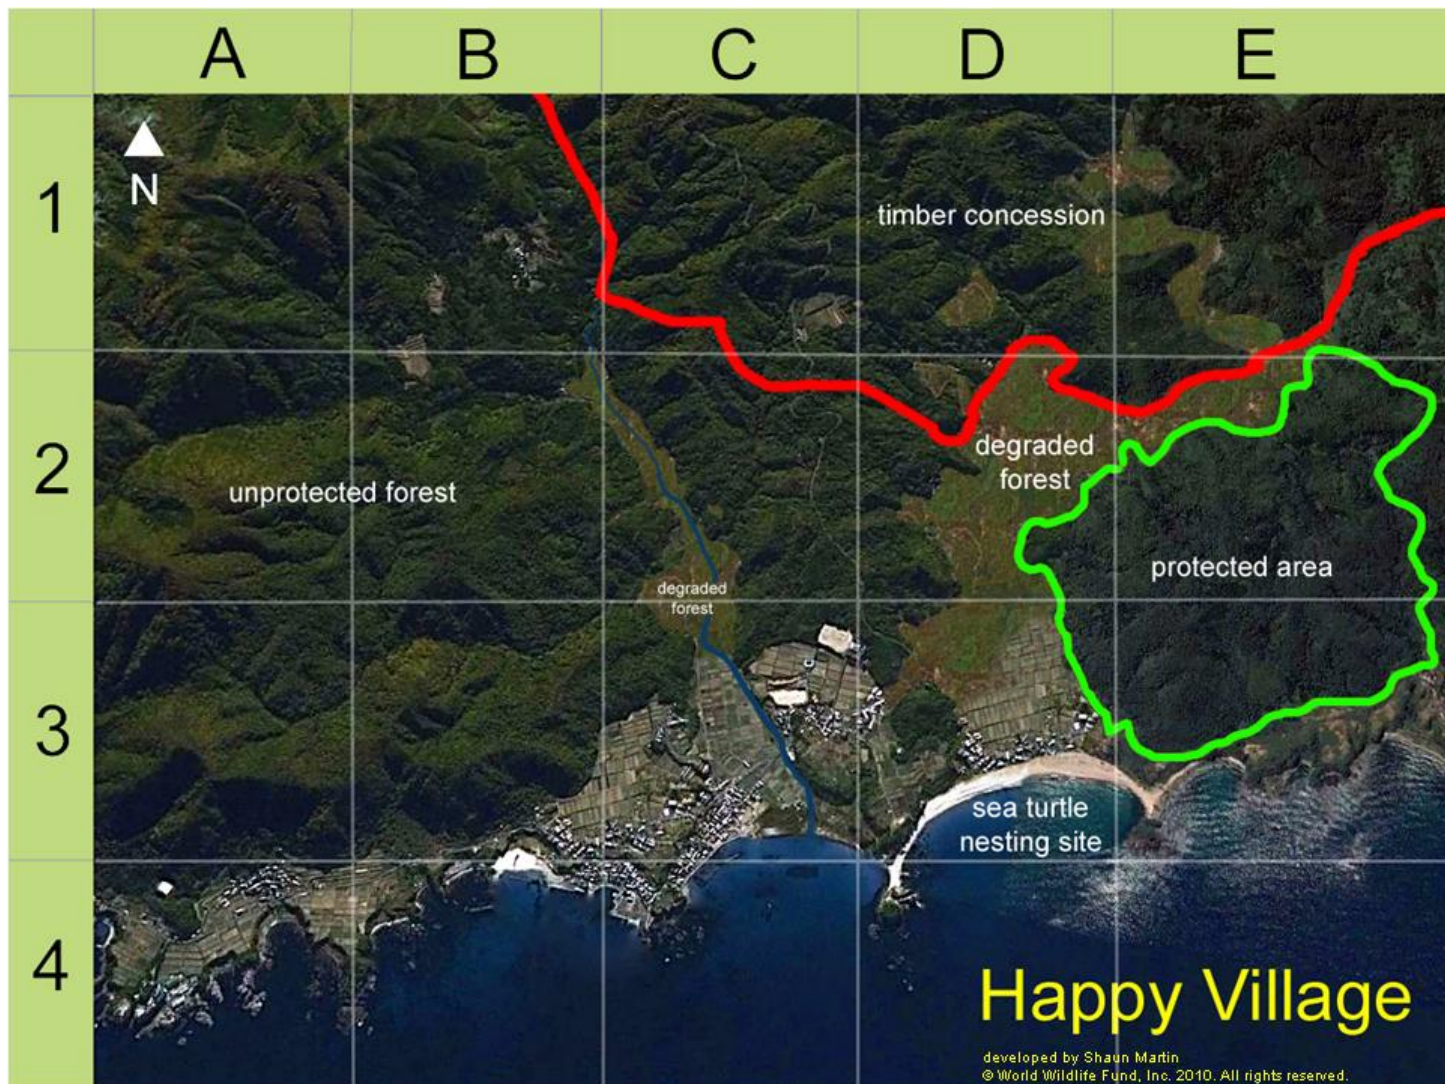 A B C D E
1
N
timber concession
2
degraded
forest
unprotected forest
protected area
degraded
forest
3
sea turtle
nesting site
4
Happy Village
developed by Shaun Martin
© World Wildlife Fund, Inc. 2010. All rights reserved.